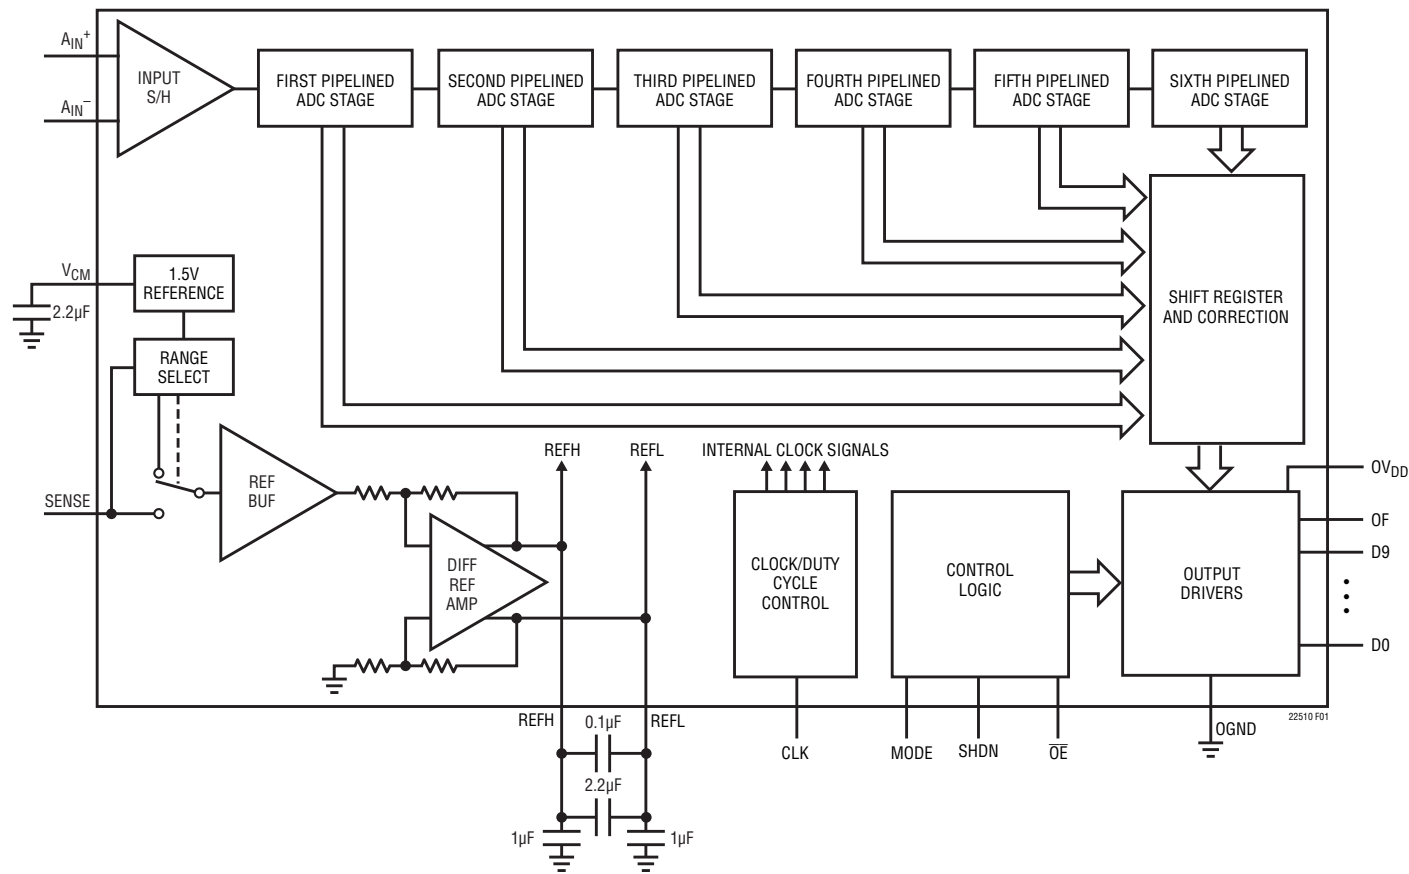 AIN+
AIN−
INPUT
S/H
FIRST PIPELINED
ADC STAGE
SECOND PIPELINED
ADC STAGE
THIRD PIPELINED
ADC STAGE
FOURTH PIPELINED
ADC STAGE
FIFTH PIPELINED
ADC STAGE
SIXTH PIPELINED
ADC STAGE
VCM
2.2µF
1.5V
REFERENCE
RANGE
SELECT
SHIFT REGISTER
AND CORRECTION
SENSE
REF
BUF
REFH
REFL
INTERNAL CLOCK SIGNALS
DIFF
REF
AMP
CLOCK/DUTY
CYCLE
CONTROL
CONTROL
LOGIC
OUTPUT
DRIVERS
OVDD
OF
D9
D0
REFH
0.1µF
REFL
2.2µF
1µF
1µF
CLK
MODE
SHDN
O̅E̅
OGND
22510 F01